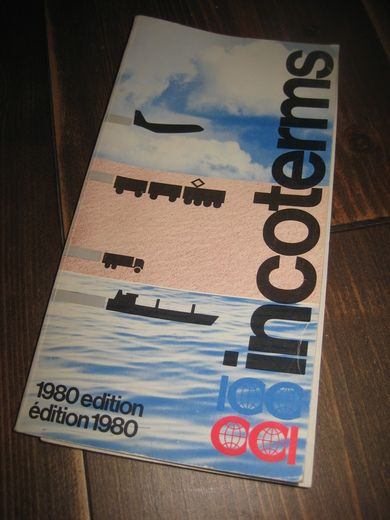 incoterms
1980 edition
édition 1980
icc
cci